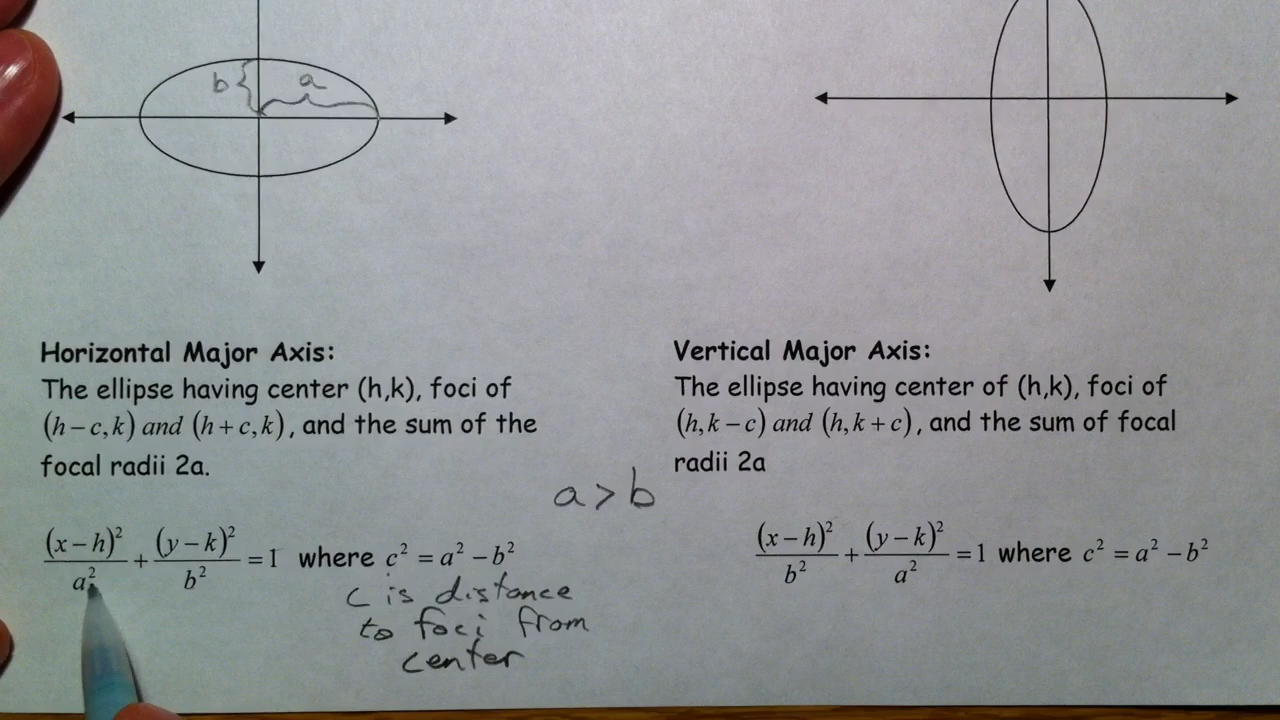 b a
Horizontal Major Axis:
The ellipse having center (h,k), foci of
(h−c,k) and (h+c,k), and the sum of the
focal radii 2a.
(x−h)²/a² + (y−k)²/b² = 1 where c² = a² − b²
c is distance
to foci from
center
a > b
Vertical Major Axis:
The ellipse having center of (h,k), foci of
(h,k−c) and (h,k+c), and the sum of focal
radii 2a
(x−h)²/b² + (y−k)²/a² = 1 where c² = a² − b²